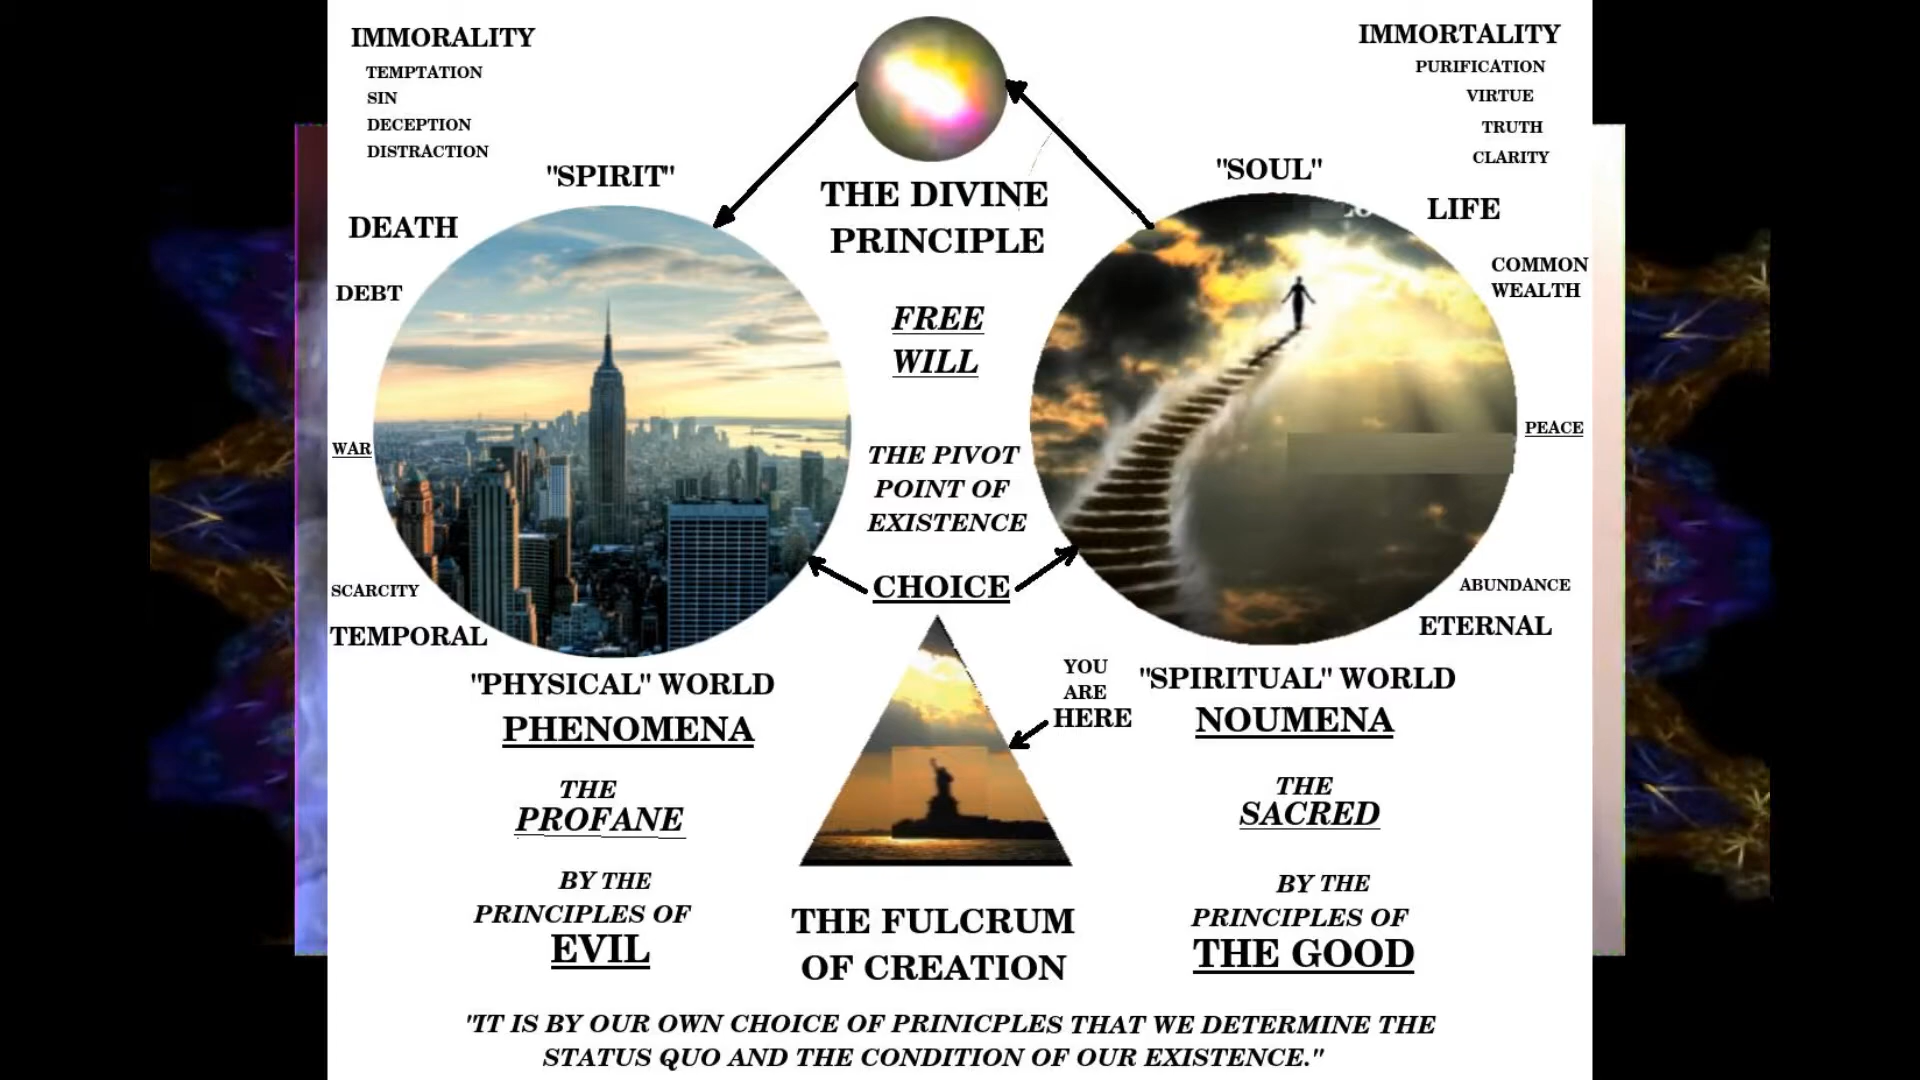 IMMORALITY
TEMPTATION
SIN
DECEPTION
DISTRACTION
"SPIRIT"
DEATH
DEBT
WAR
SCARCITY
TEMPORAL
"PHYSICAL" WORLD
PHENOMENA
THE
PROFANE
BY THE
PRINCIPLES OF
EVIL
THE DIVINE
PRINCIPLE
FREE
WILL
THE PIVOT
POINT OF
EXISTENCE
CHOICE
YOU
ARE
HERE
THE FULCRUM
OF CREATION
IMMORTALITY
PURIFICATION
VIRTUE
TRUTH
CLARITY
"SOUL"
LIFE
COMMON
WEALTH
PEACE
ABUNDANCE
ETERNAL
"SPIRITUAL" WORLD
NOUMENA
THE
SACRED
BY THE
PRINCIPLES OF
THE GOOD
"IT IS BY OUR OWN CHOICE OF PRINICPLES THAT WE DETERMINE THE
STATUS QUO AND THE CONDITION OF OUR EXISTENCE."